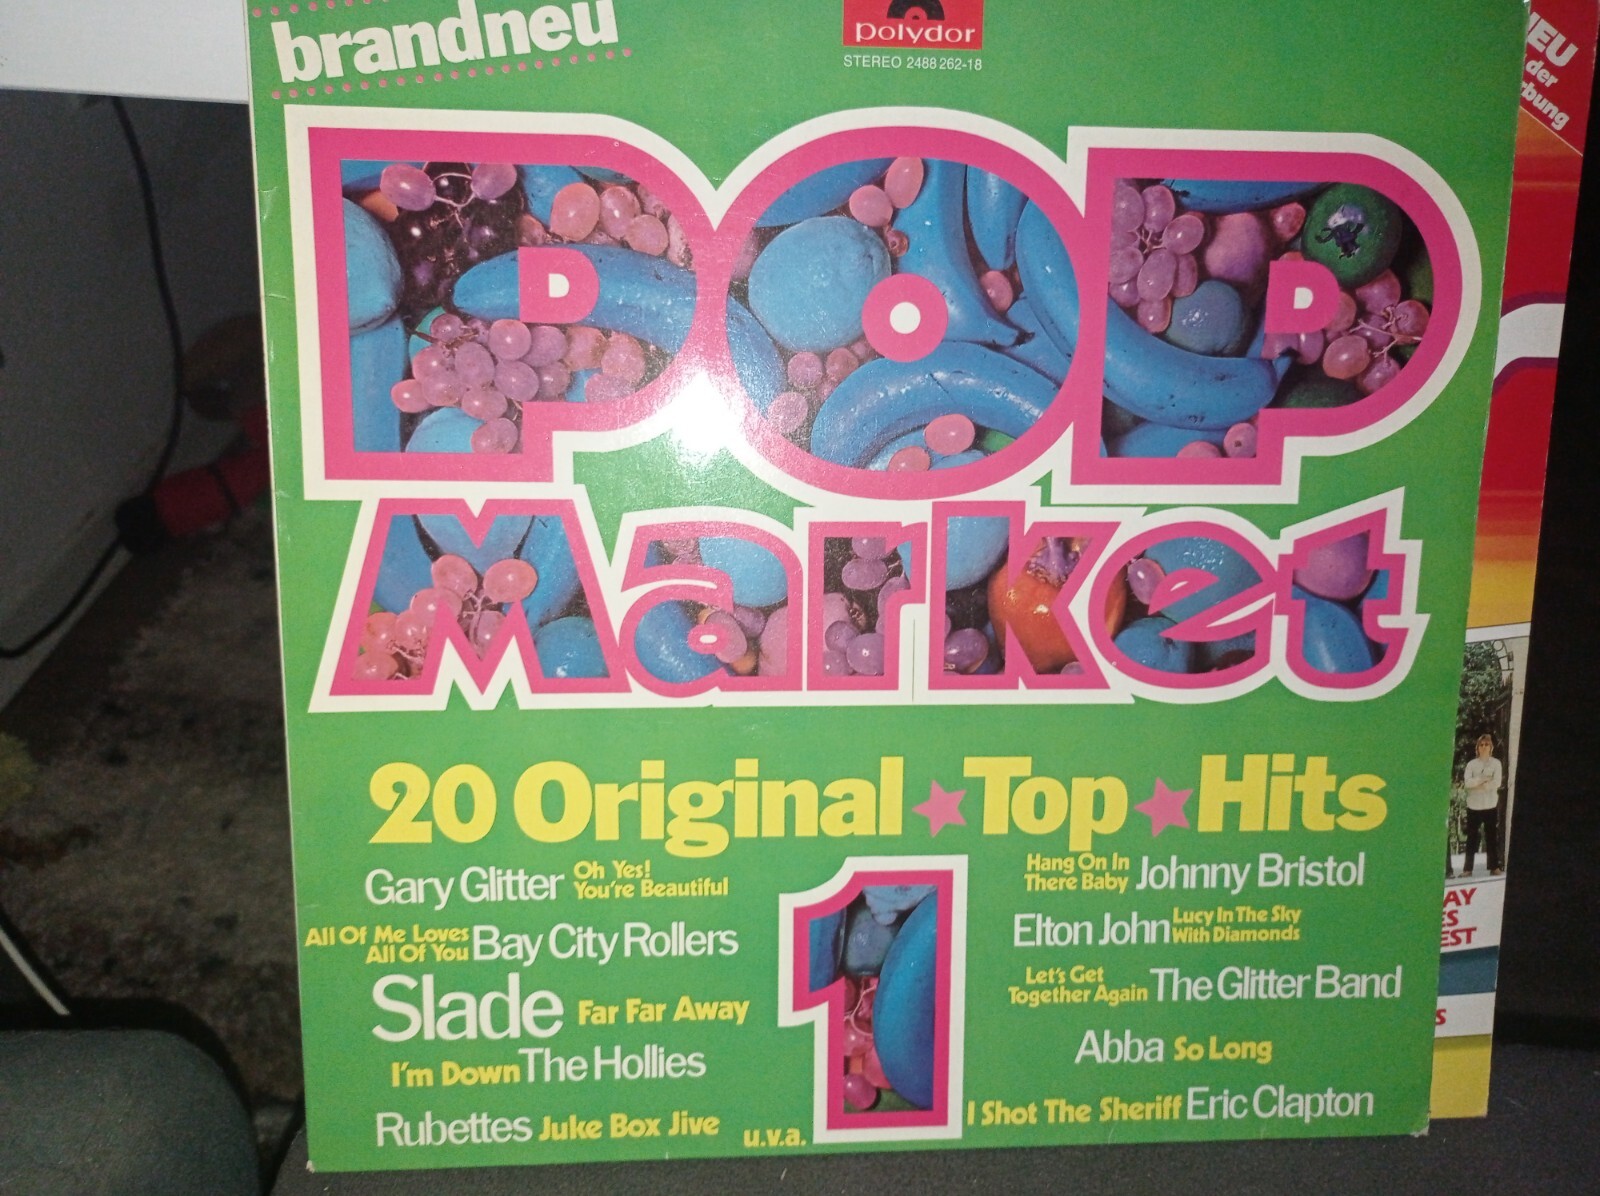 brandneu
polydor
STEREO 2488 262-18
POP
Market
20 Original Top Hits
Gary Glitter Oh Yes!
You're Beautiful
All Of Me Loves
All Of You Bay City Rollers
Slade Far Far Away
I'm Down The Hollies
Rubettes Juke Box Jive
u.v.a.
1
Hang On In
There Baby Johnny Bristol
Elton John Lucy In The Sky
With Diamonds
Let's Get
Together Again The Glitter Band
Abba So Long
I Shot The Sheriff Eric Clapton
der